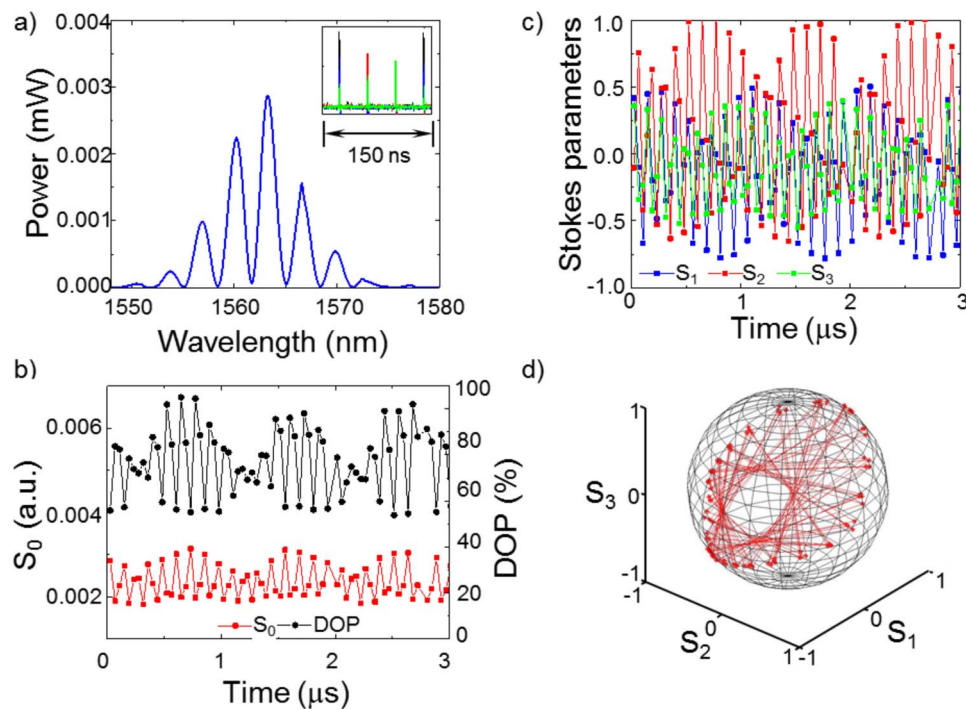 a)
0.004
0.003
0.002
0.001
0.000
Power (mW)
150 ns
1550 1560 1570 1580
Wavelength (nm)
b)
0.006
0.004
0.002
S0 (a.u.)
100
80
60
40
20
0
DOP (%)
S0 DOP
0 1 2 3
Time (µs)
c)
1.0
0.5
0.0
-0.5
-1.0
Stokes parameters
S1 S2 S3
0 1 2 3
Time (µs)
d)
1
0
-1
S3
-1
0
1
S2
-1
0
1
S1